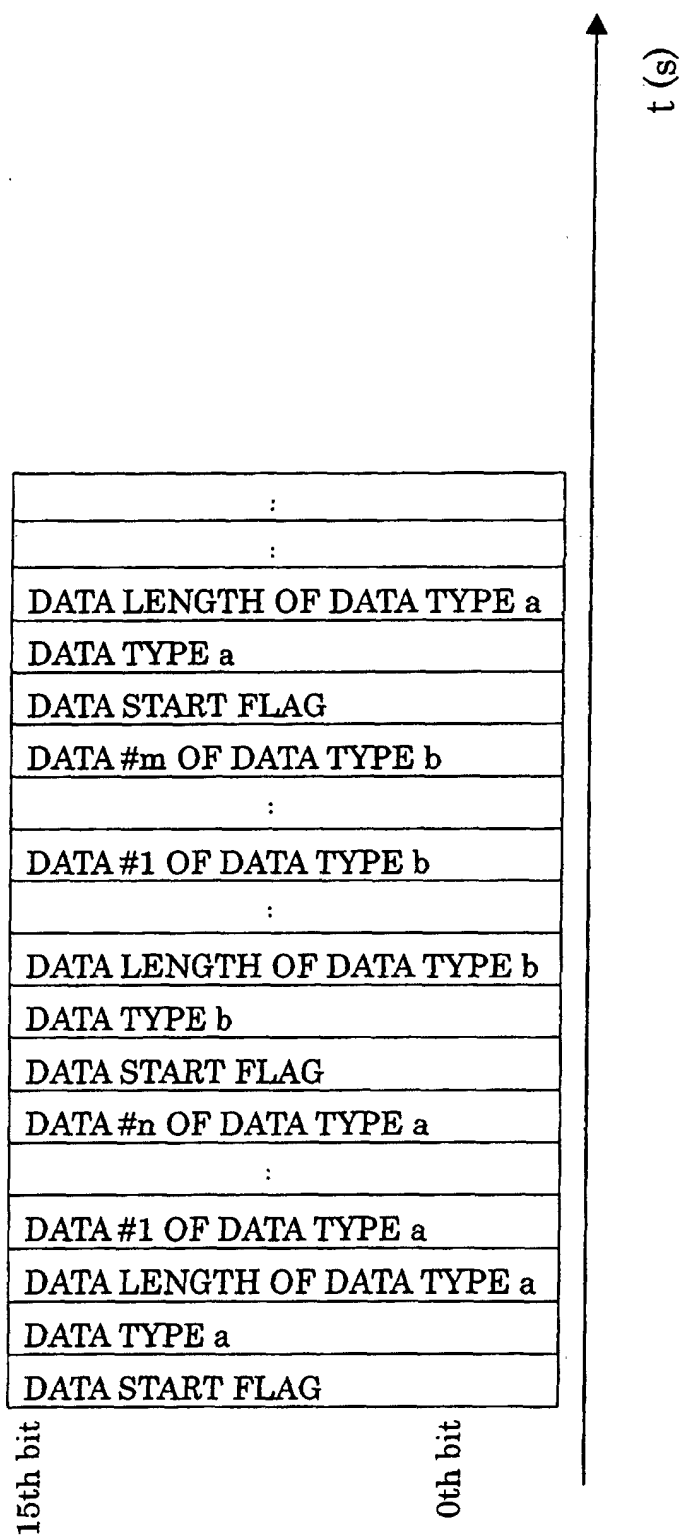 t (s)
:
:
DATA LENGTH OF DATA TYPE a
DATA TYPE a
DATA START FLAG
DATA #m OF DATA TYPE b
:
DATA #1 OF DATA TYPE b
:
DATA LENGTH OF DATA TYPE b
DATA TYPE b
DATA START FLAG
DATA #n OF DATA TYPE a
:
DATA #1 OF DATA TYPE a
DATA LENGTH OF DATA TYPE a
DATA TYPE a
DATA START FLAG
15th bit
0th bit